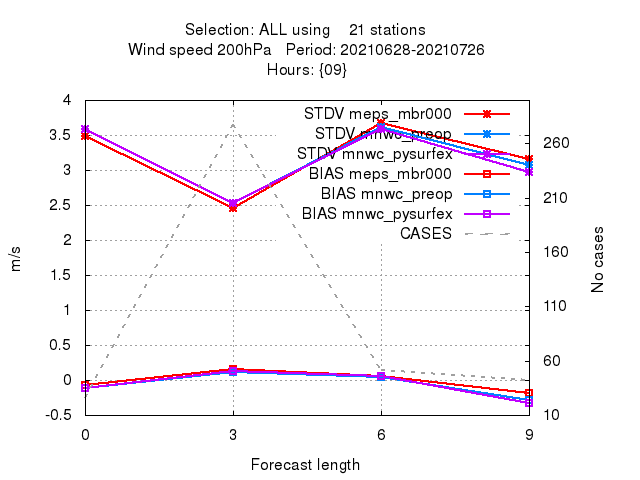 Selection: ALL using 21 stations
Wind speed 200hPa Period: 20210628-20210726
Hours: {09}
STDV meps_mbr000
STDV mnwc_preop
STDV mnwc_pysurfex
BIAS meps_mbr000
BIAS mnwc_preop
BIAS mnwc_pysurfex
CASES
4
3.5
3
2.5
2
1.5
1
0.5
0
-0.5
m/s
260
210
160
110
60
10
No cases
0 3 6 9
Forecast length